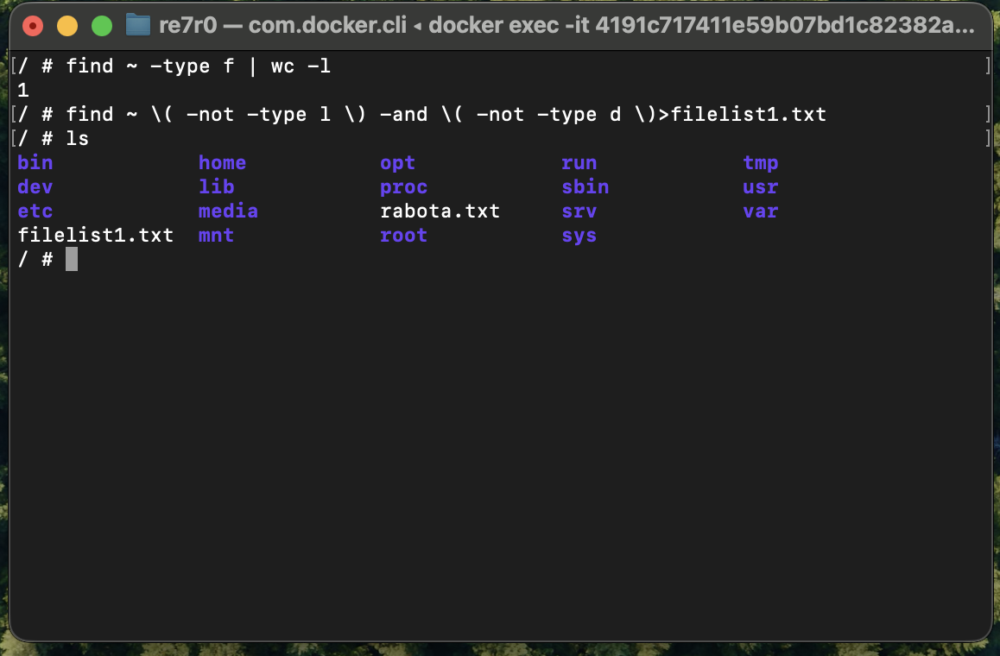 re7r0 — com.docker.cli ◂ docker exec -it 4191c717411e59b07bd1c82382a...
[/ # find ~ -type f | wc -l ]
1
[/ # find ~ \( -not -type l \) -and \( -not -type d \)>filelist1.txt ]
[/ # ls ]
bin home opt run tmp
dev lib proc sbin usr
etc media rabota.txt srv var
filelist1.txt mnt root sys
/ #